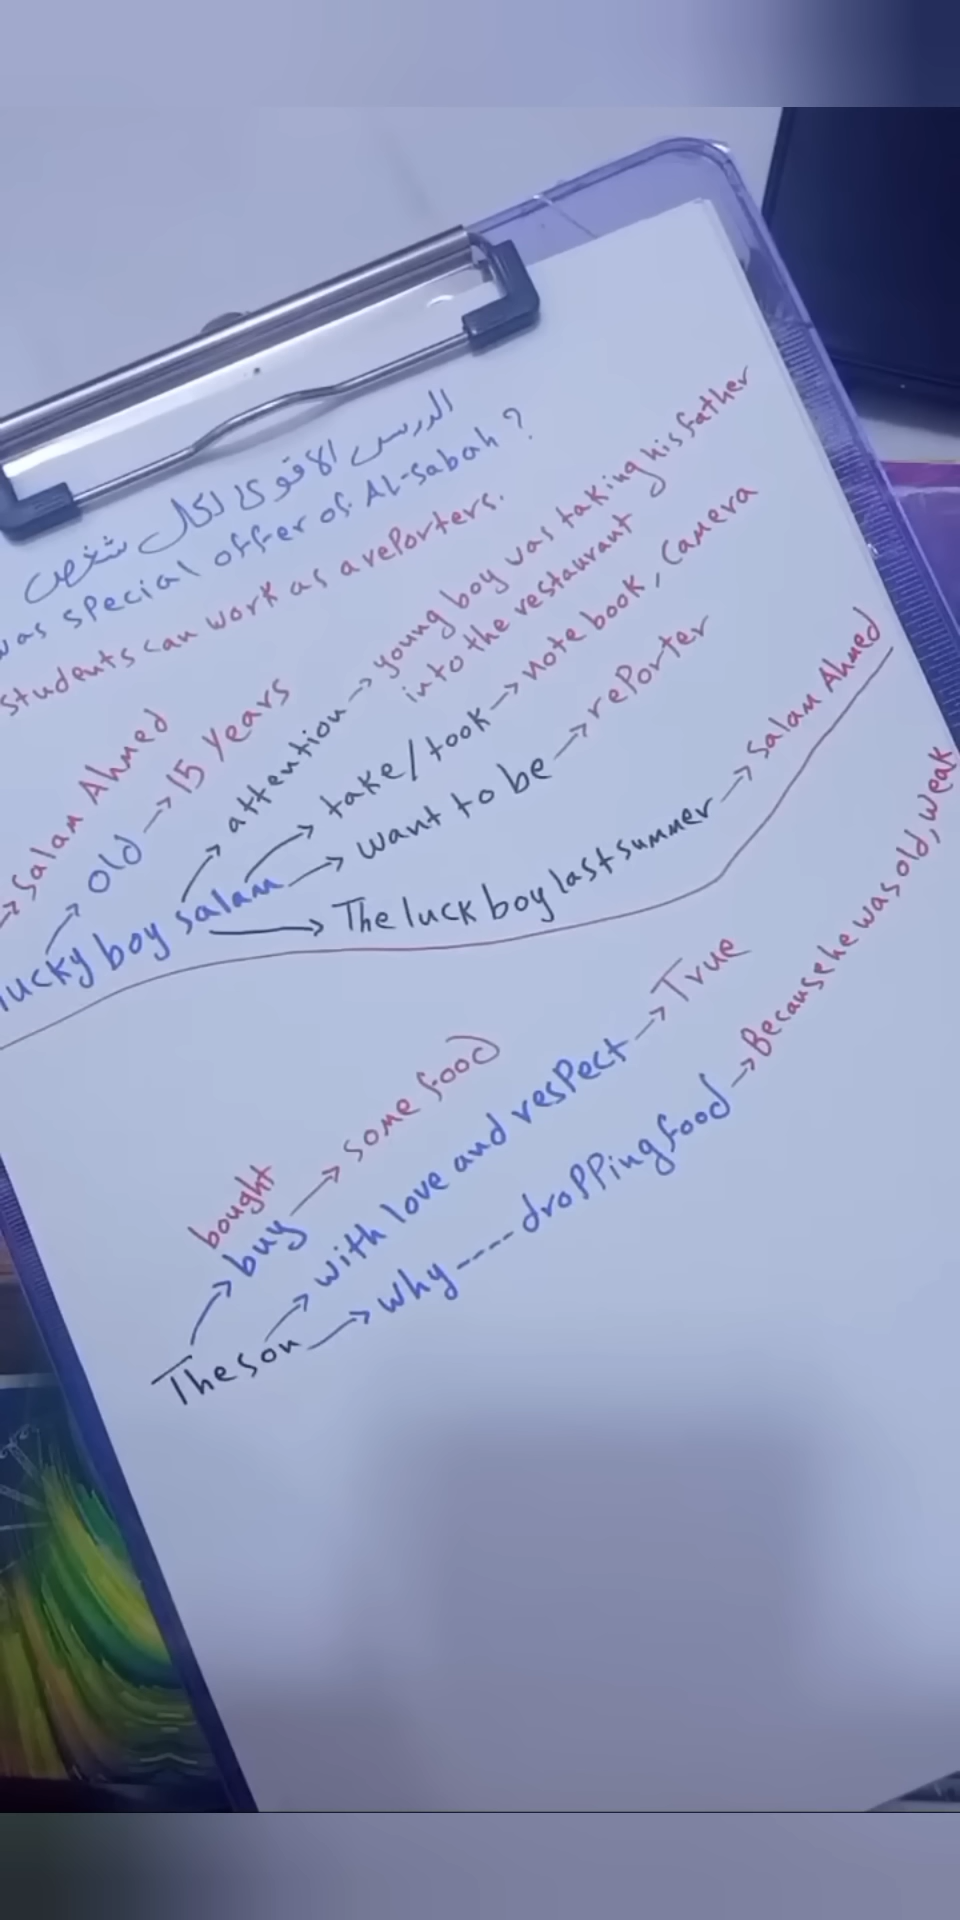 الدرس الاقوى لكل شخص
was special offer of AL-Sabah ?
students can work as a reporters.
→ Salam Ahmed
old → 15 years
attention → young boy was taking his father
into the restaurant
take/took → note book, camera
want to be → reporter
lucky boy salam → The luck boy last summer → Salam Ahmed
bought
buy → some food
with love and respect → True
The son → why ---- dropping food → Because he was old, weak